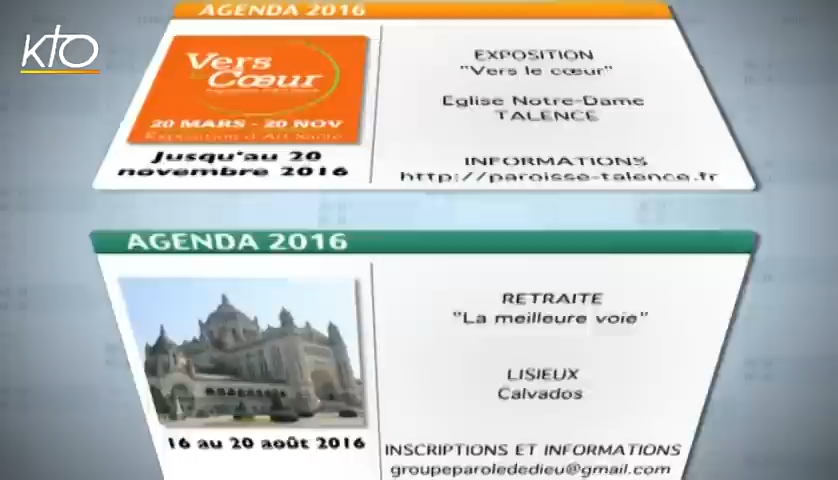 KTO
AGENDA 2016
Vers
Cœur
20 MARS - 20 NOV
Exposition d'Art Sacré
Jusqu'au 20
novembre 2016
EXPOSITION
"Vers le cœur"
Eglise Notre-Dame
TALENCE
INFORMATIONS
http://paroisse-talence.fr
AGENDA 2016
16 au 20 août 2016
RETRAITE
"La meilleure voie"
LISIEUX
Calvados
INSCRIPTIONS ET INFORMATIONS
groupeparolededieu@gmail.com